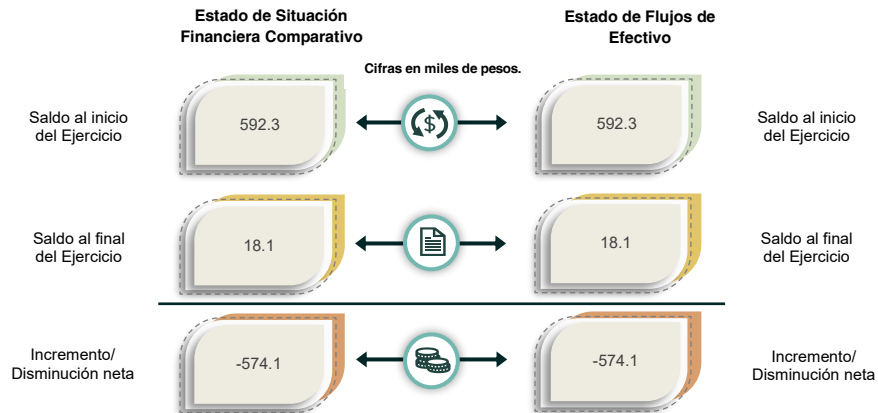 Estado de Situación
Financiera Comparativo
Estado de Flujos de
Efectivo
Cifras en miles de pesos.
Saldo al inicio
del Ejercicio
592.3
$
592.3
Saldo al inicio
del Ejercicio
Saldo al final
del Ejercicio
18.1
18.1
Saldo al final
del Ejercicio
Incremento/
Disminución neta
-574.1
-574.1
Incremento/
Disminución neta